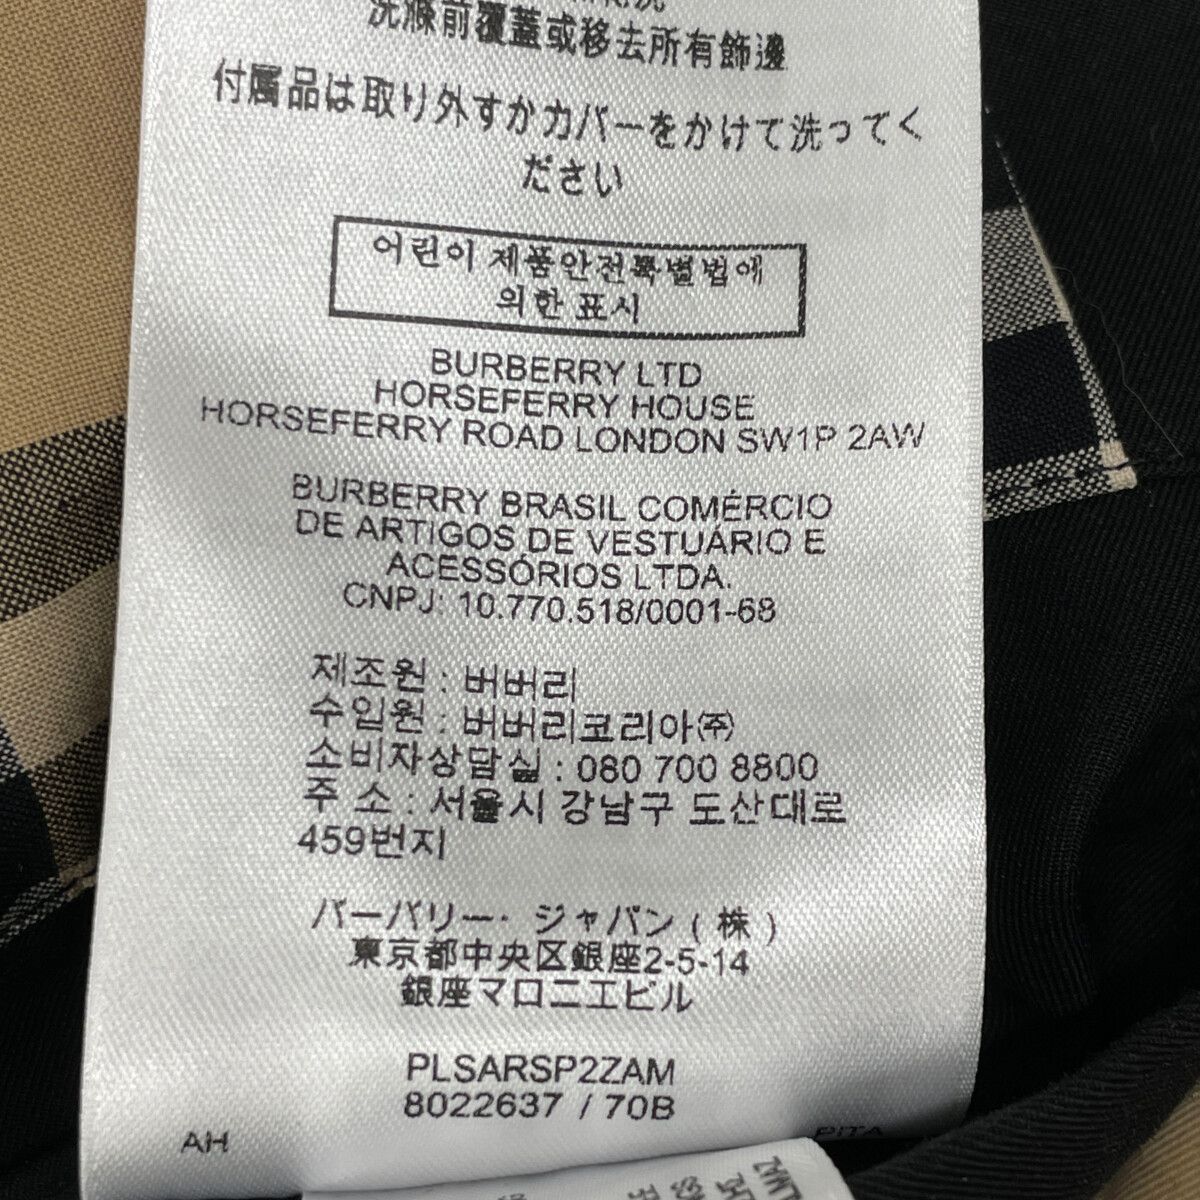 洗滌前覆蓋或移去所有飾邊
付属品は取り外すかカバーをかけて洗ってく
ださい
어린이 제품안전특별법에
의한 표시
BURBERRY LTD
HORSEFERRY HOUSE
HORSEFERRY ROAD LONDON SW1P 2AW
BURBERRY BRASIL COMÉRCIO
DE ARTIGOS DE VESTUÁRIO E
ACESSÓRIOS LTDA.
CNPJ: 10.770.518/0001-68
제조원 : 버버리
수입원 : 버버리코리아㈜
소비자상담실 : 080 700 8800
주 소 : 서울시 강남구 도산대로
459번지
バーバリー・ジャパン ( 株 )
東京都中央区銀座2-5-14
銀座マロニエビル
PLSARSP2ZAM
8022637 / 70B
AH